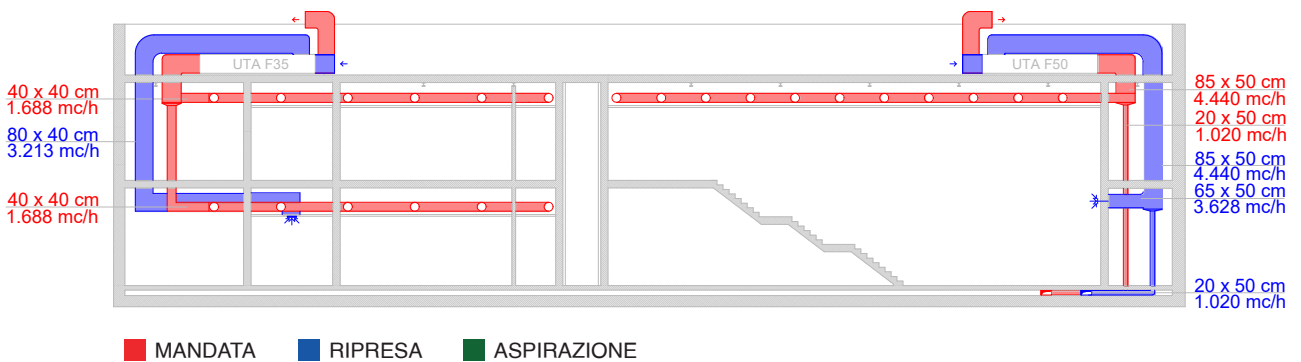 UTA F35
UTA F50
40 x 40 cm
1.688 mc/h
80 x 40 cm
3.213 mc/h
40 x 40 cm
1.688 mc/h
85 x 50 cm
4.440 mc/h
20 x 50 cm
1.020 mc/h
85 x 50 cm
4.440 mc/h
65 x 50 cm
3.628 mc/h
20 x 50 cm
1.020 mc/h
MANDATA
RIPRESA
ASPIRAZIONE